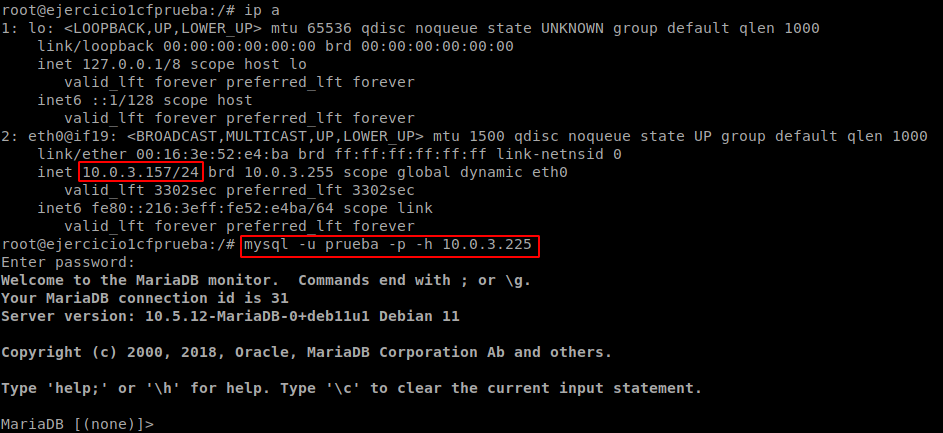 root@ejercicio1cfprueba:/# ip a
1: lo: <LOOPBACK,UP,LOWER_UP> mtu 65536 qdisc noqueue state UNKNOWN group default qlen 1000
    link/loopback 00:00:00:00:00:00 brd 00:00:00:00:00:00
    inet 127.0.0.1/8 scope host lo
       valid_lft forever preferred_lft forever
    inet6 ::1/128 scope host
       valid_lft forever preferred_lft forever
2: eth0@if19: <BROADCAST,MULTICAST,UP,LOWER_UP> mtu 1500 qdisc noqueue state UP group default qlen 1000
    link/ether 00:16:3e:52:e4:ba brd ff:ff:ff:ff:ff:ff link-netnsid 0
    inet 10.0.3.157/24 brd 10.0.3.255 scope global dynamic eth0
       valid_lft 3302sec preferred_lft 3302sec
    inet6 fe80::216:3eff:fe52:e4ba/64 scope link
       valid_lft forever preferred_lft forever
root@ejercicio1cfprueba:/# mysql -u prueba -p -h 10.0.3.225
Enter password:
Welcome to the MariaDB monitor.  Commands end with ; or \g.
Your MariaDB connection id is 31
Server version: 10.5.12-MariaDB-0+deb11u1 Debian 11

Copyright (c) 2000, 2018, Oracle, MariaDB Corporation Ab and others.

Type 'help;' or '\h' for help. Type '\c' to clear the current input statement.

MariaDB [(none)]>